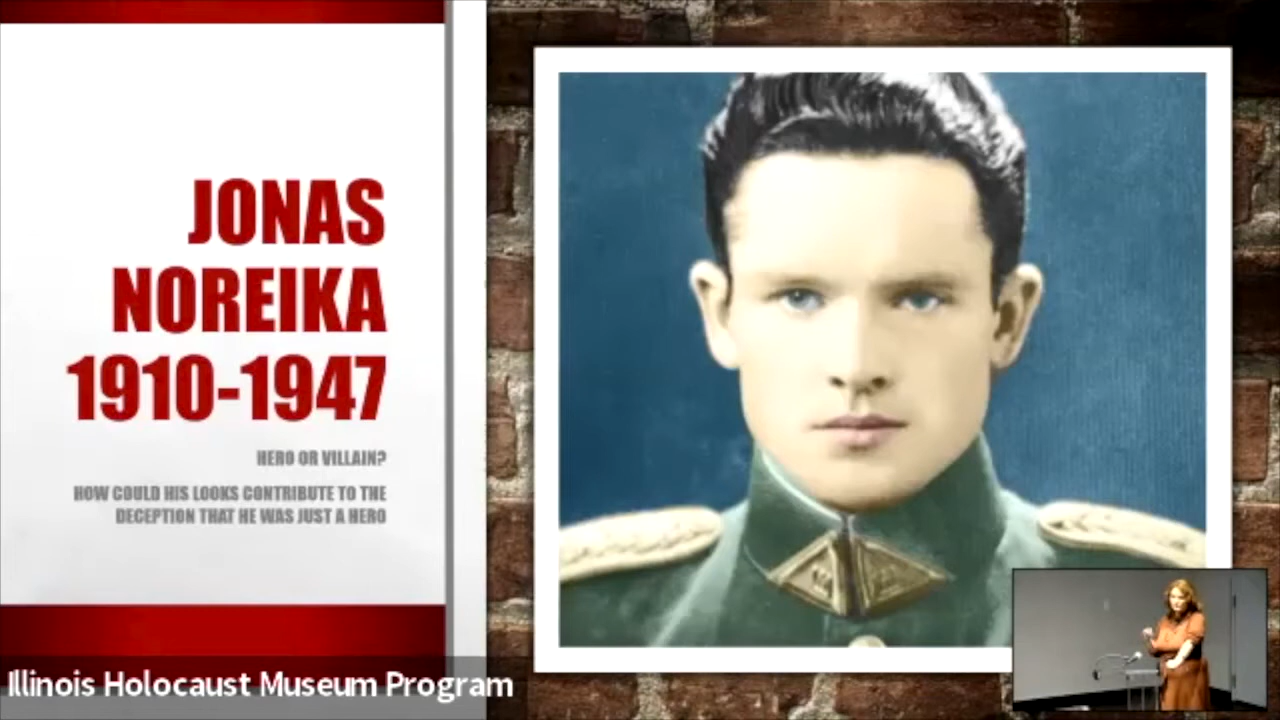 JONAS
NOREIKA
1910-1947
HERO OR VILLAIN?
HOW COULD HIS LOOKS CONTRIBUTE TO THE
DECEPTION THAT HE WAS JUST A HERO
Illinois Holocaust Museum Program